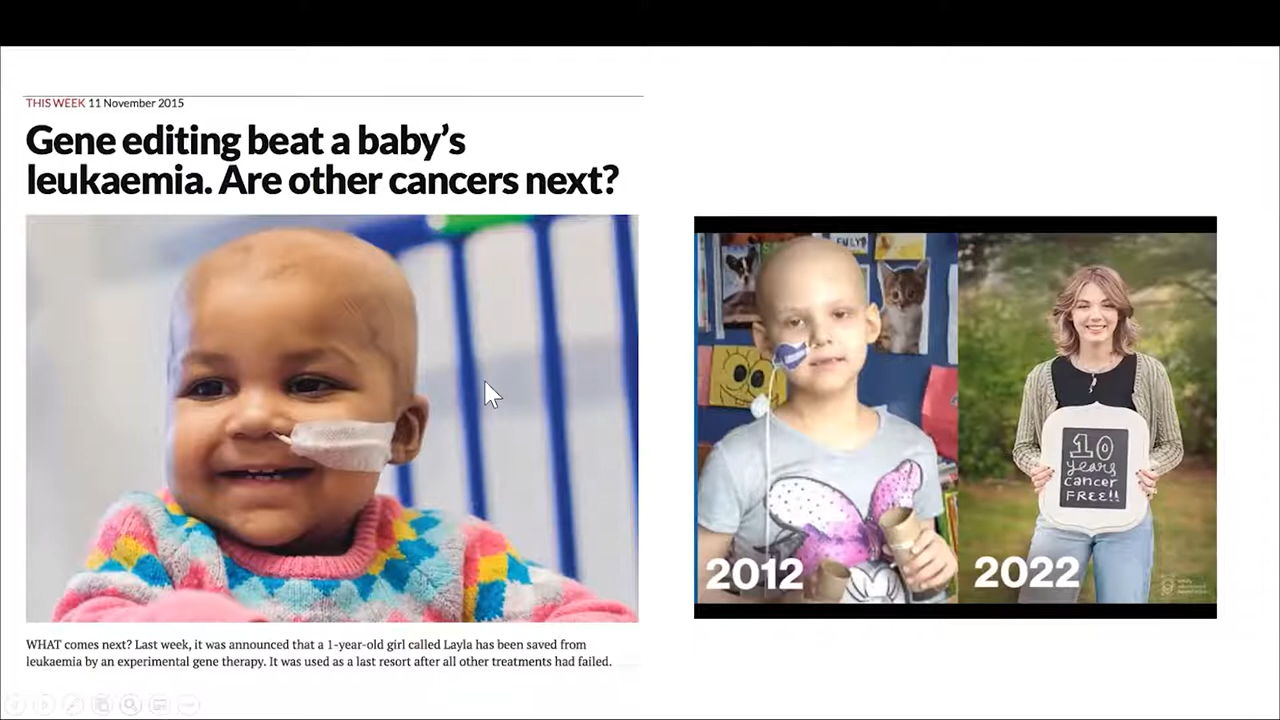 THIS WEEK 11 November 2015
Gene editing beat a baby's
leukaemia. Are other cancers next?
WHAT comes next? Last week, it was announced that a 1-year-old girl called Layla has been saved from
leukaemia by an experimental gene therapy. It was used as a last resort after all other treatments had failed.
2012
10
years
cancer
FREE!!
2022